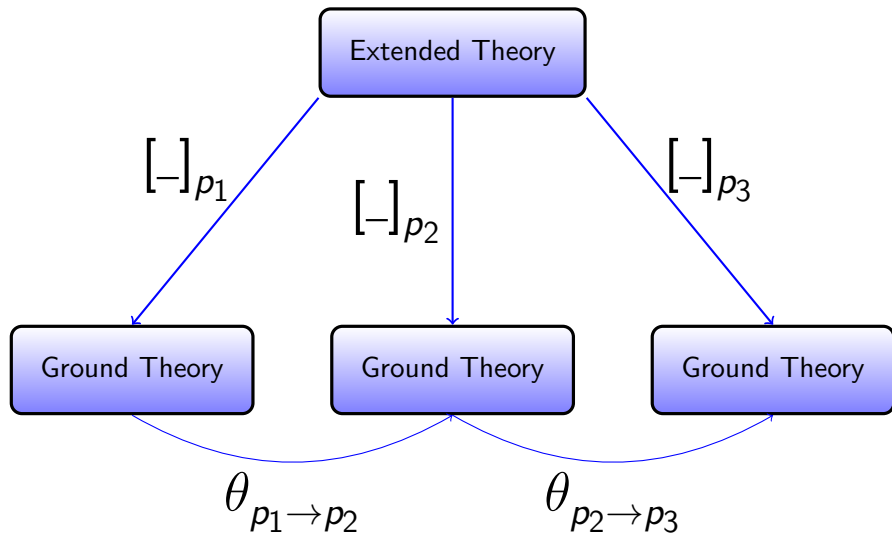 Extended Theory
[_]p₁
[_]p₂
[_]p₃
Ground Theory
Ground Theory
Ground Theory
θp₁→p₂
θp₂→p₃